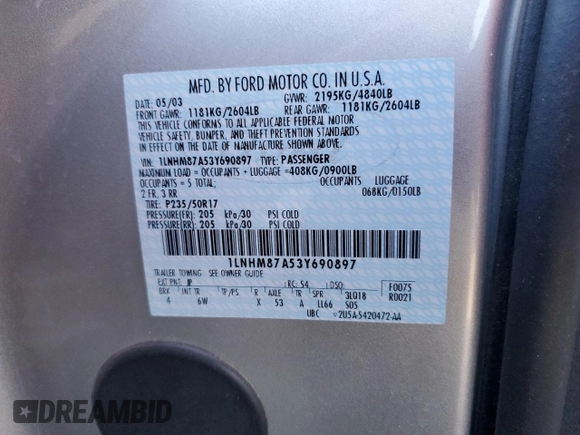 MFD. BY FORD MOTOR CO. IN U.S.A.
DATE: 05/03 GVWR: 2195KG/4840LB
FRONT GAWR: 1181KG/2604LB REAR GAWR: 1181KG/2604LB
THIS VEHICLE CONFORMS TO ALL APPLICABLE FEDERAL MOTOR
VEHICLE SAFETY, BUMPER, AND THEFT PREVENTION STANDARDS
IN EFFECT ON THE DATE OF MANUFACTURE SHOWN ABOVE.
VIN: 1LNHM87A53Y690897 TYPE: PASSENGER
MAXIMUM LOAD = OCCUPANTS + LUGGAGE = 408KG/0900LB
OCCUPANTS = 5 TOTAL; OCCUPANTS LUGGAGE
2 FR, 3 RR 068KG/0150LB
TIRE: P235/50R17
PRESSURE(FR): 205 kPa/30 PSI COLD
PRESSURE(RR): 205 kPa/30 PSI COLD
1LNHM87A53Y690897
TRAILER TOWING - SEE OWNER GUIDE
EXT PNT: JP RC: 54 DSO: F0075
BRK INT TR TP/PS R AXLE TR SPR R0021
4 6W X 53 A LL66 3L018 505
UBC 2U5A-5420472-AA
DREAMBID